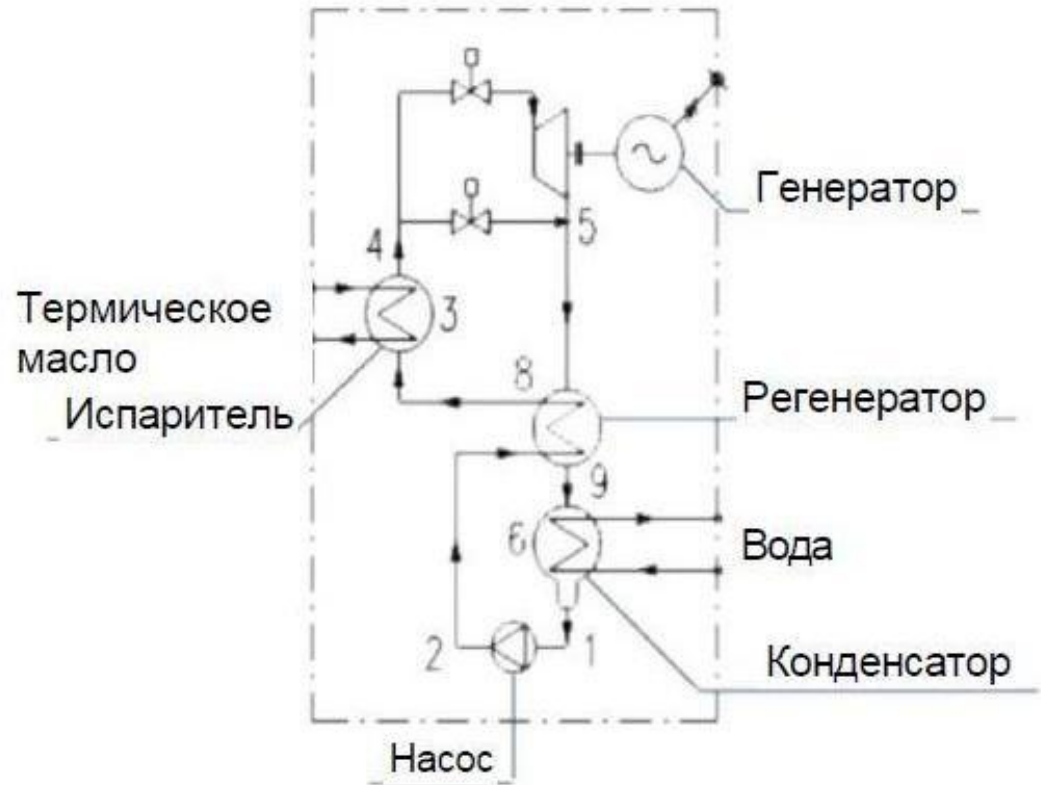 Генератор
4
5
Термическое
масло
3
Испаритель
8
Регенератор
9
6
Вода
2
1
Конденсатор
Насос